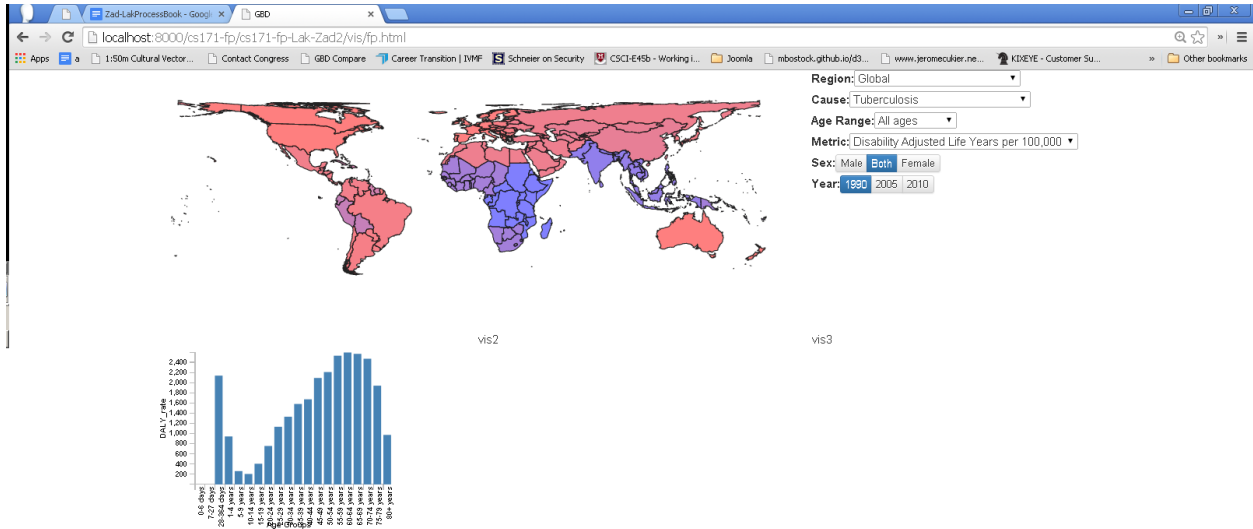 Zad-LakProcessBook - Googl
GBD
localhost:8000/cs171-fp/cs171-fp-Lak-Zad2/vis/fp.html
Apps a 1:50m Cultural Vector... Contact Congress GBD Compare Career Transition | IVMF Schneier on Security CSCI-E45b - Working i... Joomla mbostock.github.io/d3... www.jeromecukier.ne... KIXEYE - Customer Su... » Other bookmarks
Region: Global
Cause: Tuberculosis
Age Range: All ages
Metric: Disability Adjusted Life Years per 100,000
Sex: Male Both Female
Year: 1990 2005 2010
vis2
vis3
2,400
2,200
2,000
1,800
1,600
1,400
1,200
1,000
800
600
400
200
DALY_rate
0-6 days
7-27 days
28-364 days
1-4 years
5-9 years
10-14 years
15-19 years
20-24 years
25-29 years
30-34 years
35-39 years
40-44 years
45-49 years
50-54 years
55-59 years
60-64 years
65-69 years
70-74 years
75-79 years
80+ years
Age Groups